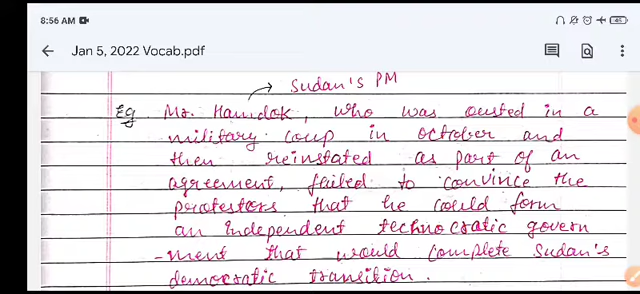 8:56 AM
45
Jan 5, 2022 Vocab.pdf
→ Sudan's PM
Eg Mr. Hamdok, who was ousted in a
military coup in october and
then reinstated as part of an
agreement, failed to convince the
protestors that he could form
an independent technocratic govern
-ment that would complete Sudan's
democratic transition.